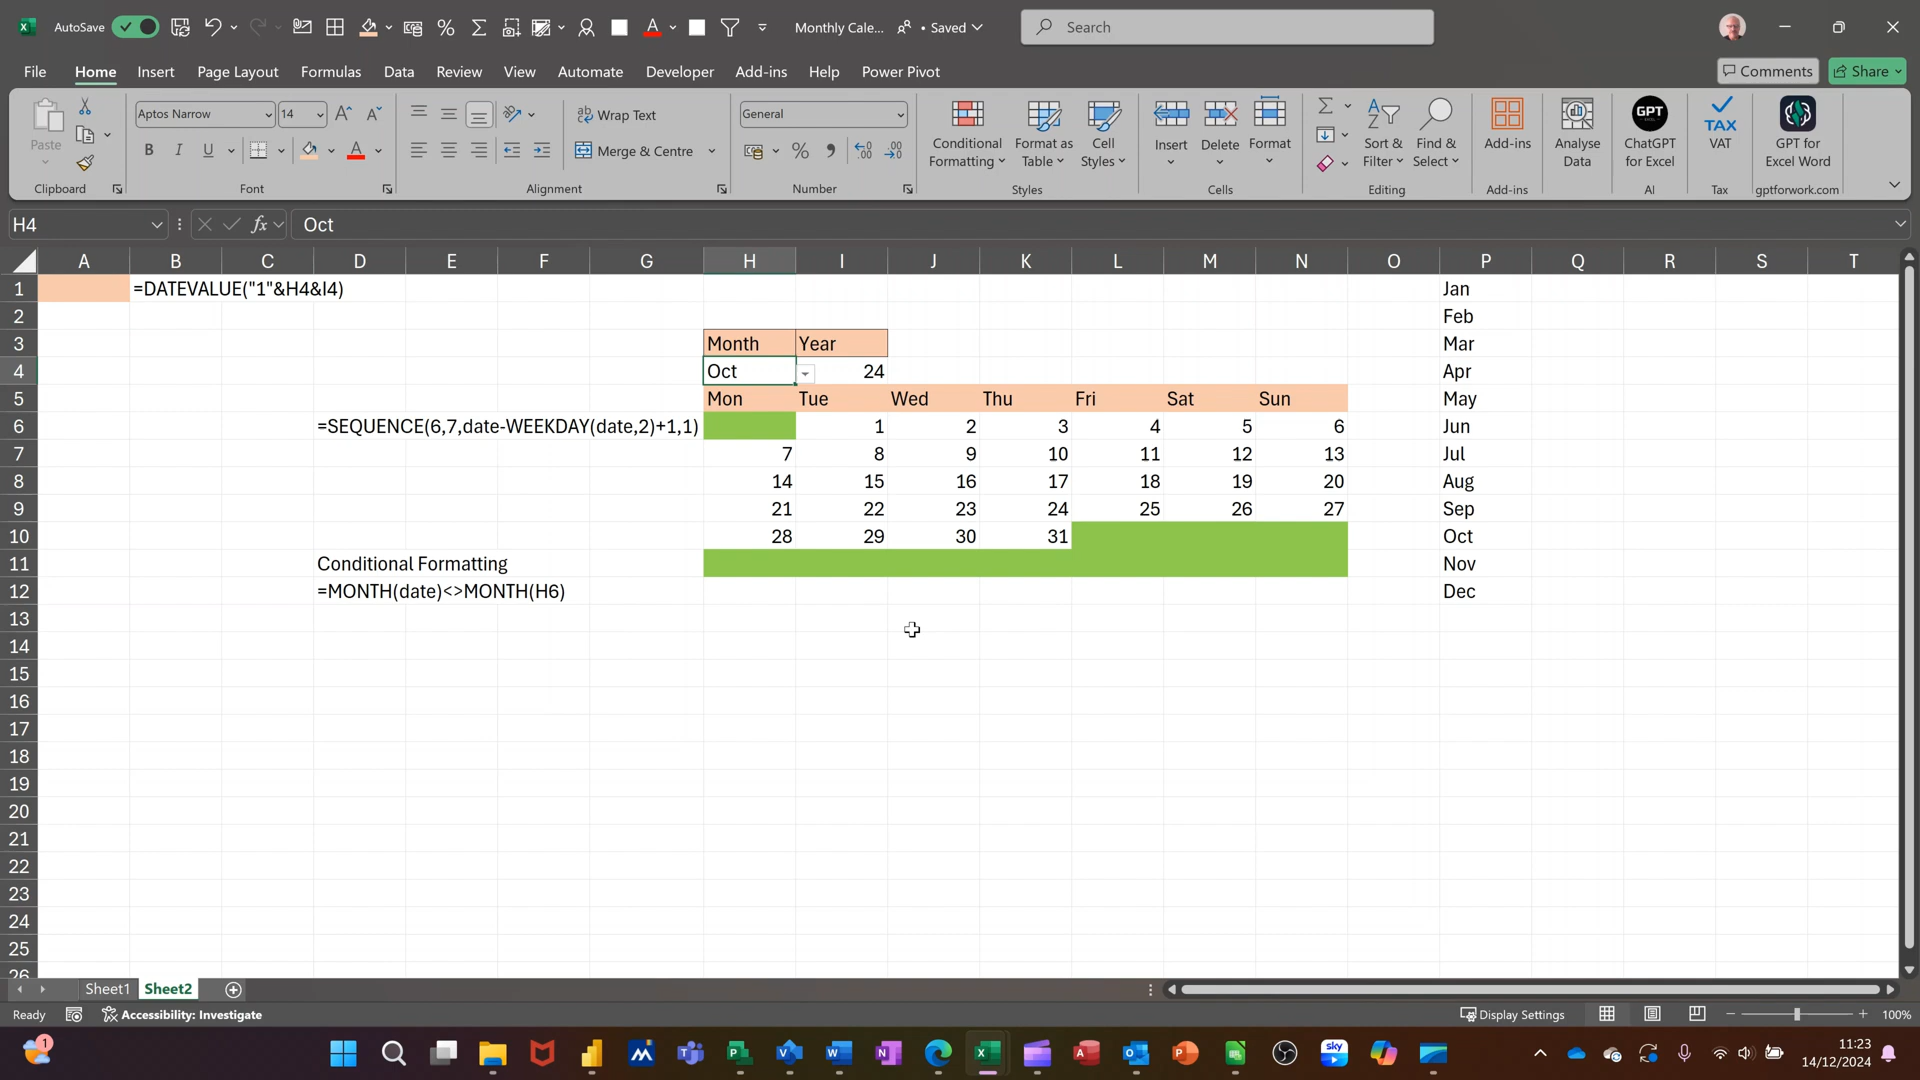 AutoSave Monthly Cale... • Saved Search
File Home Insert Page Layout Formulas Data Review View Automate Developer Add-ins Help Power Pivot Comments Share
Paste
Clipboard
Aptos Narrow 14
B I U
Font
Wrap Text
Merge & Centre
Alignment
General
Number
Conditional Formatting
Format as Table
Cell Styles
Styles
Insert
Delete
Format
Cells
Sort & Filter
Find & Select
Editing
Add-ins
Add-ins
Analyse Data
GPT
ChatGPT for Excel
AI
TAX
VAT
Tax
GPT for Excel Word
gptforwork.com
H4 fx Oct
A B C D E F G H I J K L M N O P Q R S T
1 =DATEVALUE("1"&H4&I4) Jan
2 Feb
3 Month Year Mar
4 Oct 24 Apr
5 Mon Tue Wed Thu Fri Sat Sun May
6 =SEQUENCE(6,7,date-WEEKDAY(date,2)+1,1) 1 2 3 4 5 6 Jun
7 7 8 9 10 11 12 13 Jul
8 14 15 16 17 18 19 20 Aug
9 21 22 23 24 25 26 27 Sep
10 28 29 30 31 Oct
11 Conditional Formatting Nov
12 =MONTH(date)<>MONTH(H6) Dec
13
14
15
16
17
18
19
20
21
22
23
24
25
26
Sheet1 Sheet2
Ready Accessibility: Investigate Display Settings 100%
1 sky 11:23
14/12/2024